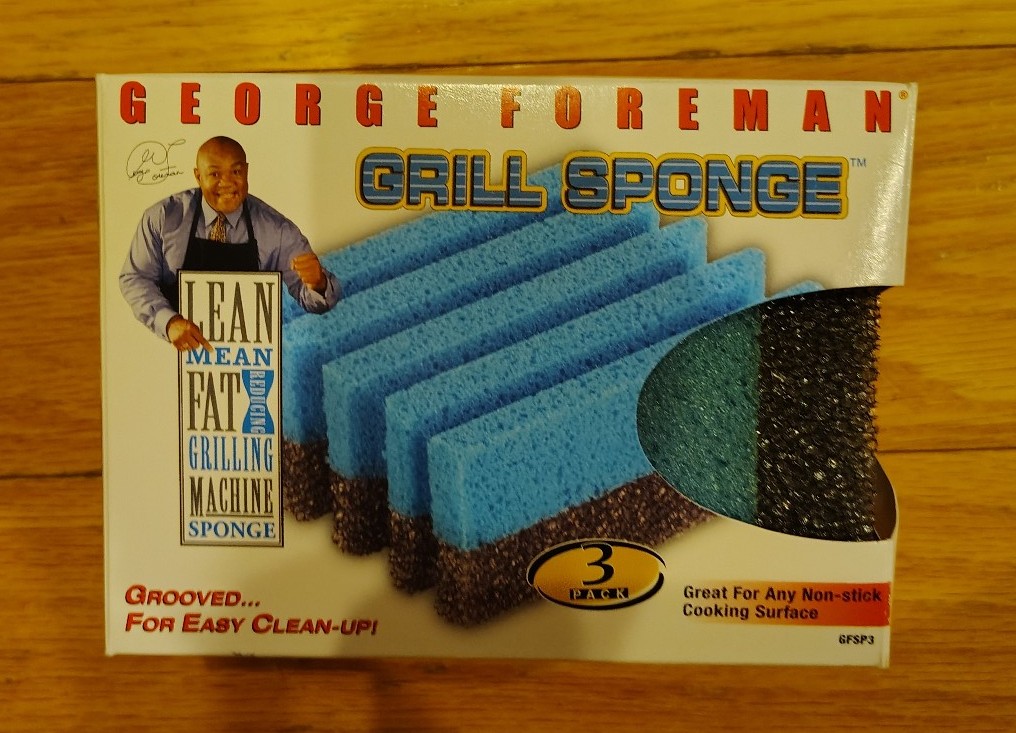 GEORGE FOREMAN®
GRILL SPONGE™
LEAN
MEAN
FAT REDUCING
GRILLING
MACHINE
SPONGE
3
PACK
GROOVED...
FOR EASY CLEAN-UP!
Great For Any Non-stick
Cooking Surface
GFSP3